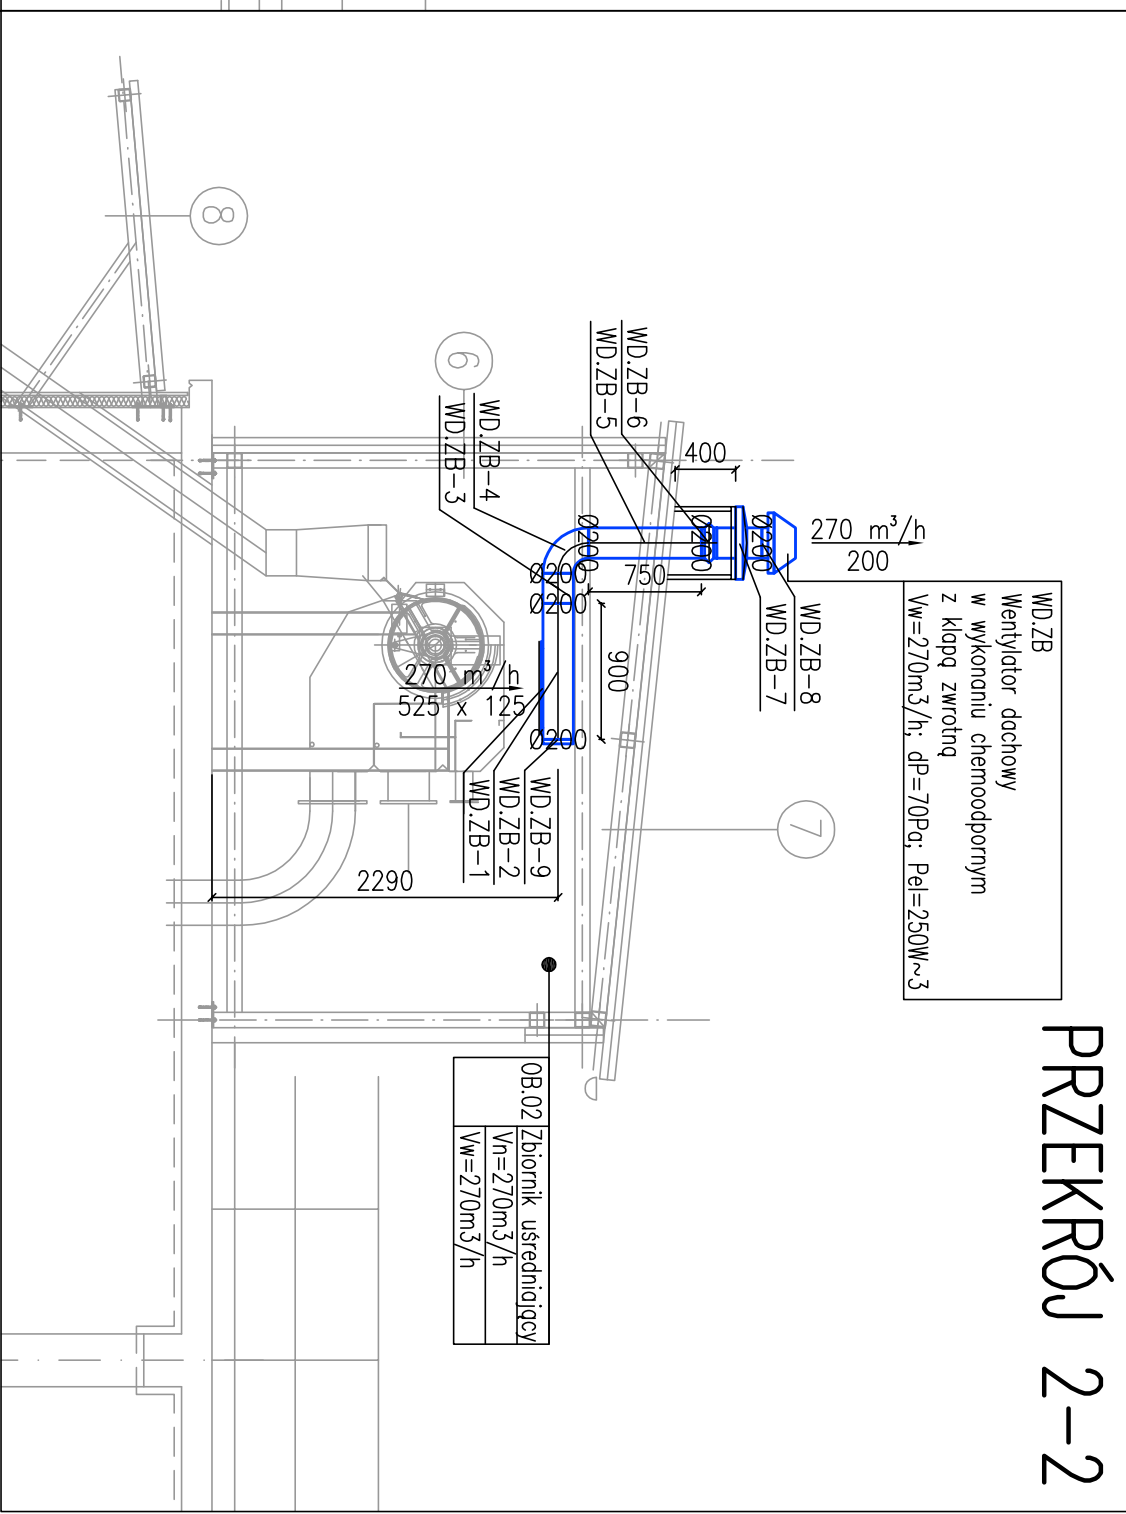 PRZEKRÓJ 2-2
WD.ZB
Wentylator dachowy
w wykonaniu chemoodpornym
z klapą zwrotną
Vw=270m3/h; dP=70Pa; Pel=250W~3
270 m³/h
200
WD.ZB-8
WD.ZB-7
WD.ZB-6
WD.ZB-5
WD.ZB-4
WD.ZB-3
400
Ø200
Ø200
Ø200
750
Ø200
Ø200
900
Ø200
270 m³/h
525 x 125
WD.ZB-9
WD.ZB-2
WD.ZB-1
2290
OB.02 Zbiornik uśredniający
Vn=270m3/h
Vw=270m3/h
8
6
7